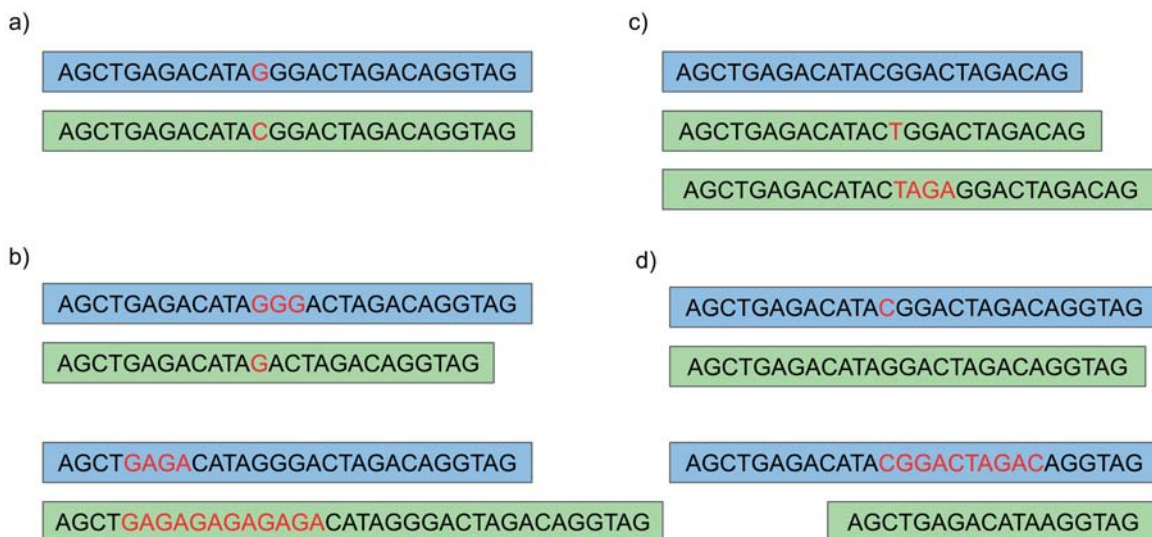 a)
AGCTGAGACATAGGGACTAGACAGGTAG
AGCTGAGACATACGGACTAGACAGGTAG
b)
AGCTGAGACATAGGGACTAGACAGGTAG
AGCTGAGACATAGACTAGACAGGTAG
AGCTGAGACATAGGGACTAGACAGGTAG
AGCTGAGAGAGAGAGACATAGGGACTAGACAGGTAG
c)
AGCTGAGACATACGGACTAGACAG
AGCTGAGACATACTGGACTAGACAG
AGCTGAGACATACTAGAGGACTAGACAG
d)
AGCTGAGACATACGGACTAGACAGGTAG
AGCTGAGACATAGGACTAGACAGGTAG
AGCTGAGACATACGGACTAGACAGGTAG
AGCTGAGACATAAGGTAG